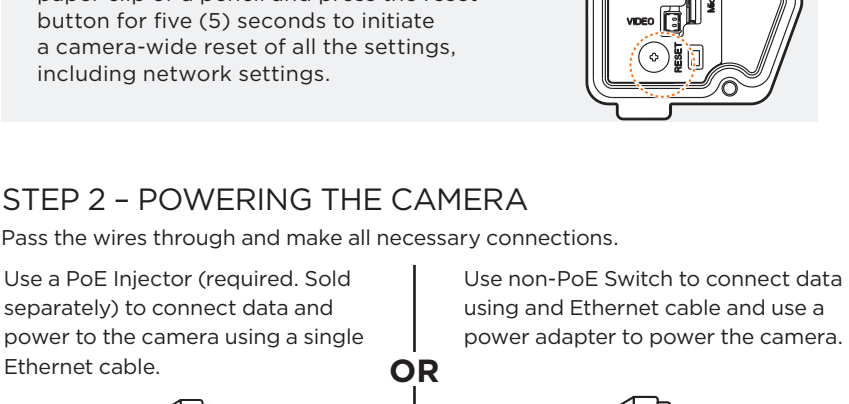 paper clip or a pencil and press the reset
button for five (5) seconds to initiate
a camera-wide reset of all the settings,
including network settings.
VIDEO
RESET
STEP 2 – POWERING THE CAMERA
Pass the wires through and make all necessary connections.
Use a PoE Injector (required. Sold
separately) to connect data and
power to the camera using a single
Ethernet cable.
OR
Use non-PoE Switch to connect data
using and Ethernet cable and use a
power adapter to power the camera.